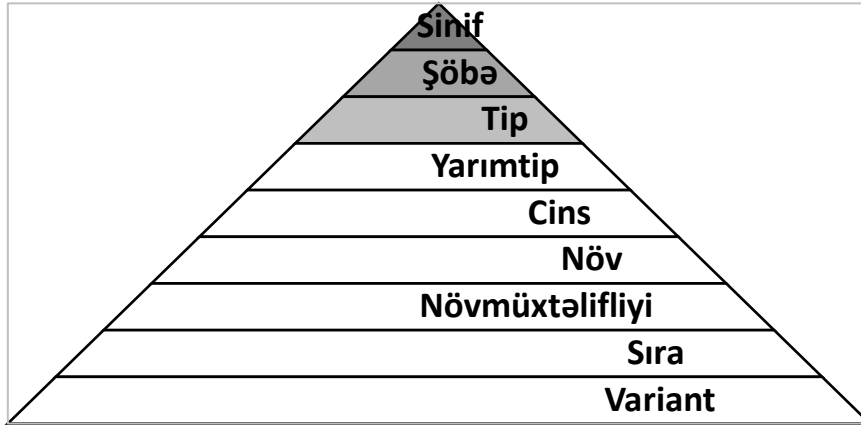 Sinif
Şöbə
Tip
Yarımtip
Cins
Növ
Növmüxtəlifliyi
Sıra
Variant